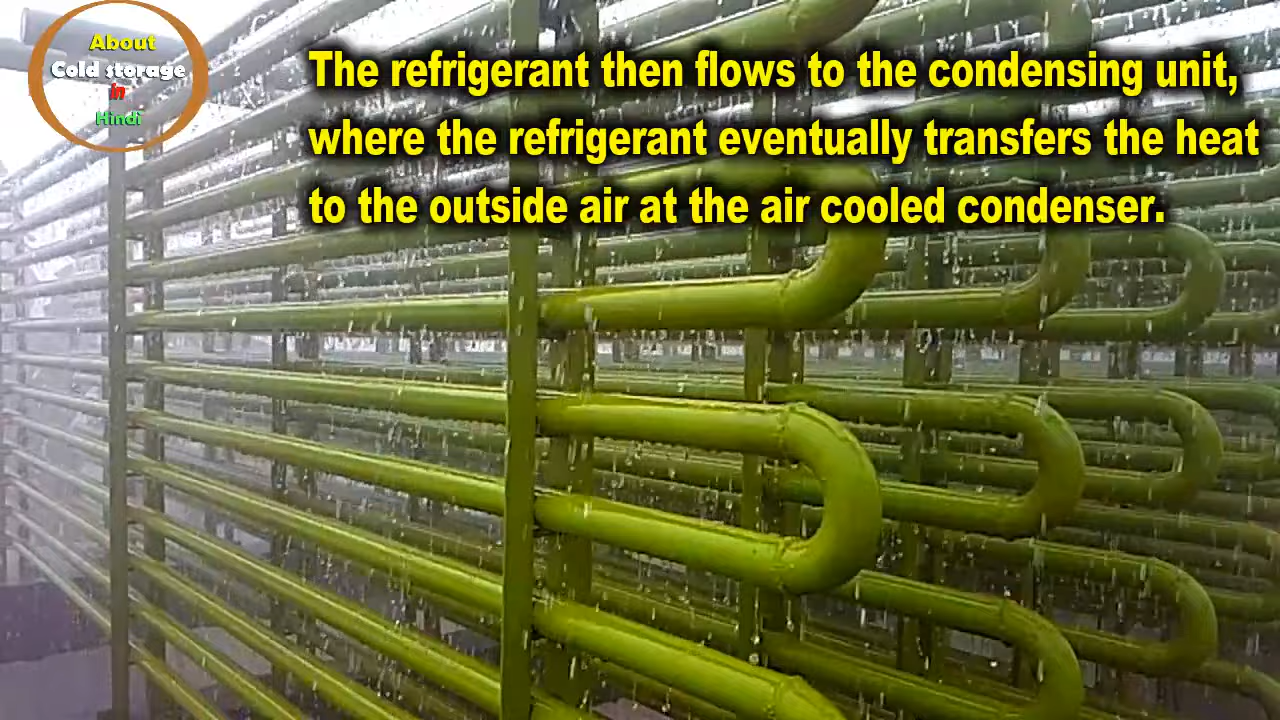 About
Cold storage
in
Hindi
The refrigerant then flows to the condensing unit,
where the refrigerant eventually transfers the heat
to the outside air at the air cooled condenser.